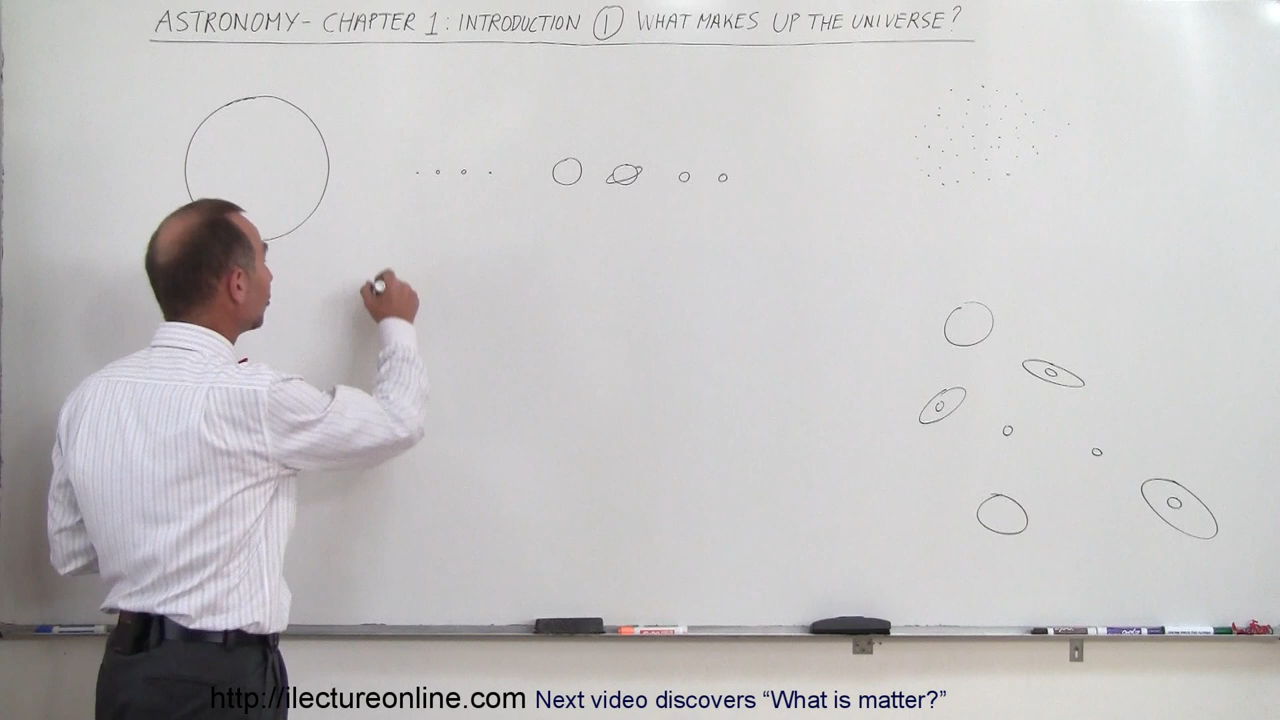 ASTRONOMY- CHAPTER 1: INTRODUCTION ① WHAT MAKES UP THE UNIVERSE?
http://ilectureonline.com Next video discovers “What is matter?”